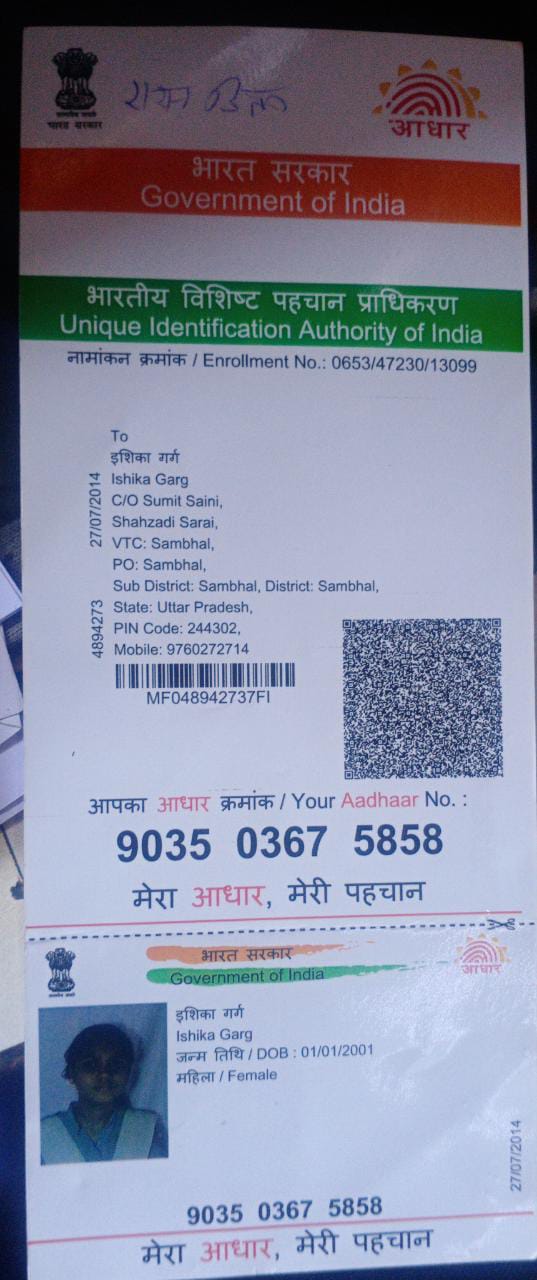 भारत सरकार
आधार
भारत सरकार
Government of India
भारतीय विशिष्ट पहचान प्राधिकरण
Unique Identification Authority of India
नामांकन क्रमांक / Enrollment No.: 0653/47230/13099
To
इशिका गर्ग
Ishika Garg
C/O Sumit Saini,
Shahzadi Sarai,
VTC: Sambhal,
PO: Sambhal,
Sub District: Sambhal, District: Sambhal,
State: Uttar Pradesh,
PIN Code: 244302,
Mobile: 9760272714
27/07/2014
4894273
MF048942737FI
आपका आधार क्रमांक / Your Aadhaar No. :
9035 0367 5858
मेरा आधार, मेरी पहचान
भारत सरकार
Government of India
आधार
इशिका गर्ग
Ishika Garg
जन्म तिथि / DOB : 01/01/2001
महिला / Female
27/07/2014
9035 0367 5858
मेरा आधार, मेरी पहचान